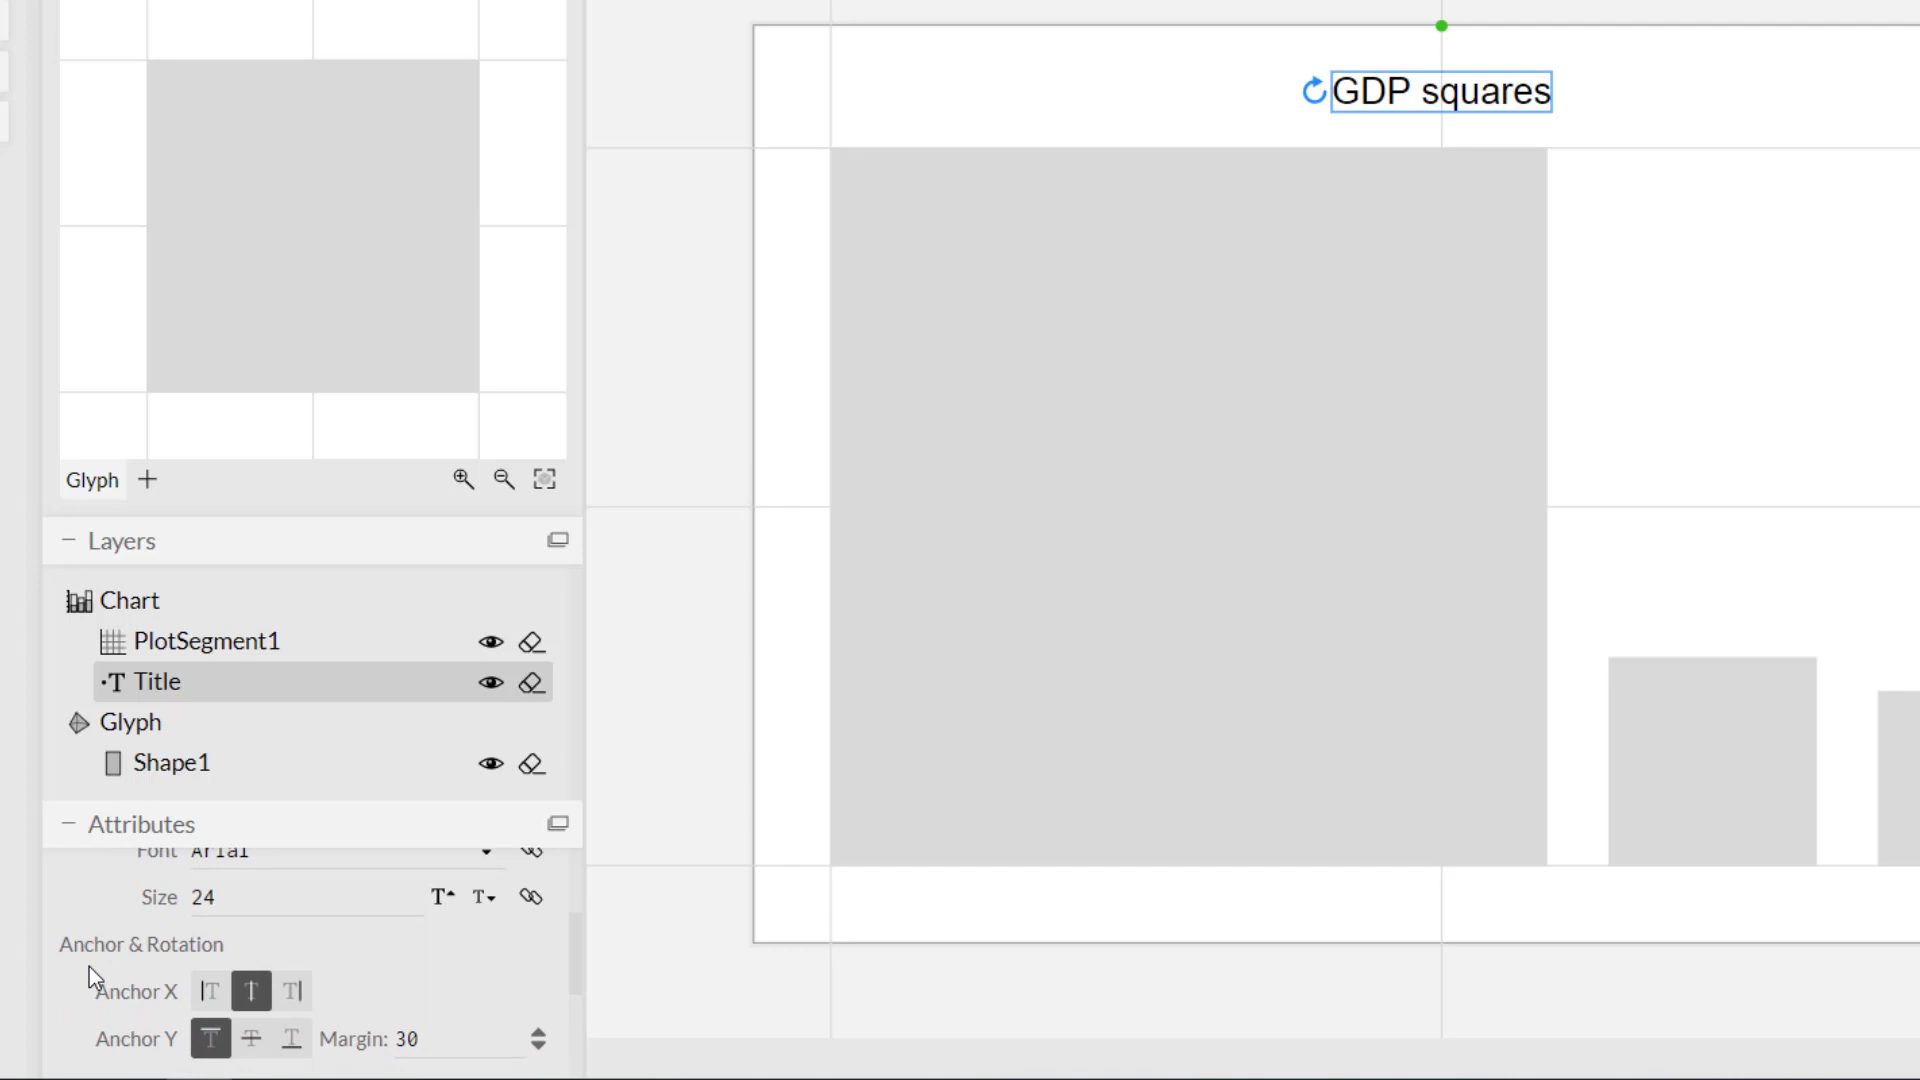 GDP squares
Glyph
Layers
Chart
PlotSegment1
Title
Glyph
Shape1
Attributes
Font Arial
Size 24
Anchor & Rotation
Anchor X
Anchor Y Margin: 30